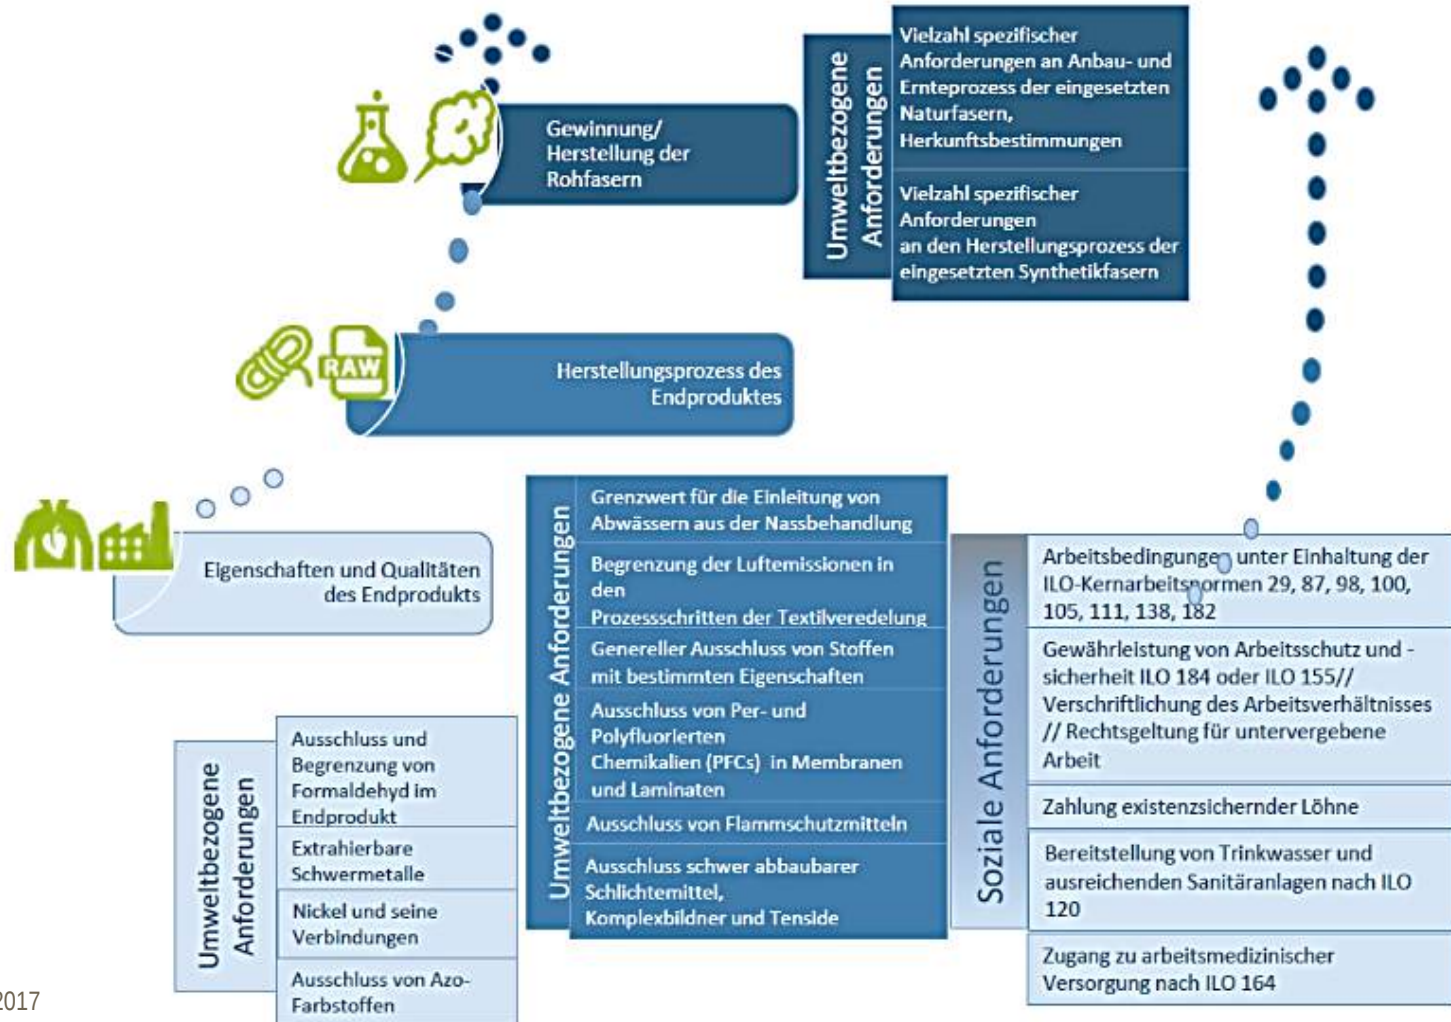 Gewinnung/
Herstellung der
Rohfasern
Umweltbezogene
Anforderungen
Vielzahl spezifischer
Anforderungen an Anbau- und
Ernteprozess der eingesetzten
Naturfasern,
Herkunftsbestimmungen
Vielzahl spezifischer
Anforderungen
an den Herstellungsprozess der
eingesetzten Synthetikfasern
RAW
Herstellungsprozess des
Endproduktes
Eigenschaften und Qualitäten
des Endprodukts
Umweltbezogene
Anforderungen
Ausschluss und
Begrenzung von
Formaldehyd im
Endprodukt
Extrahierbare
Schwermetalle
Nickel und seine
Verbindungen
Ausschluss von Azo-
Farbstoffen
Umweltbezogene Anforderungen
Grenzwert für die Einleitung von
Abwässern aus der Nassbehandlung
Begrenzung der Luftemissionen in
den
Prozessschritten der Textilveredelung
Genereller Ausschluss von Stoffen
mit bestimmten Eigenschaften
Ausschluss von Per- und
Polyfluorierten
Chemikalien (PFCs) in Membranen
und Laminaten
Ausschluss von Flammschutzmitteln
Ausschluss schwer abbaubarer
Schlichtemittel,
Komplexbildner und Tenside
Soziale Anforderungen
Arbeitsbedingungen unter Einhaltung der
ILO-Kernarbeitsnormen 29, 87, 98, 100,
105, 111, 138, 182
Gewährleistung von Arbeitsschutz und -
sicherheit ILO 184 oder ILO 155//
Verschriftlichung des Arbeitsverhältnisses
// Rechtsgeltung für untervergebene
Arbeit
Zahlung existenzsichernder Löhne
Bereitstellung von Trinkwasser und
ausreichenden Sanitäranlagen nach ILO
120
Zugang zu arbeitsmedizinischer
Versorgung nach ILO 164
2017